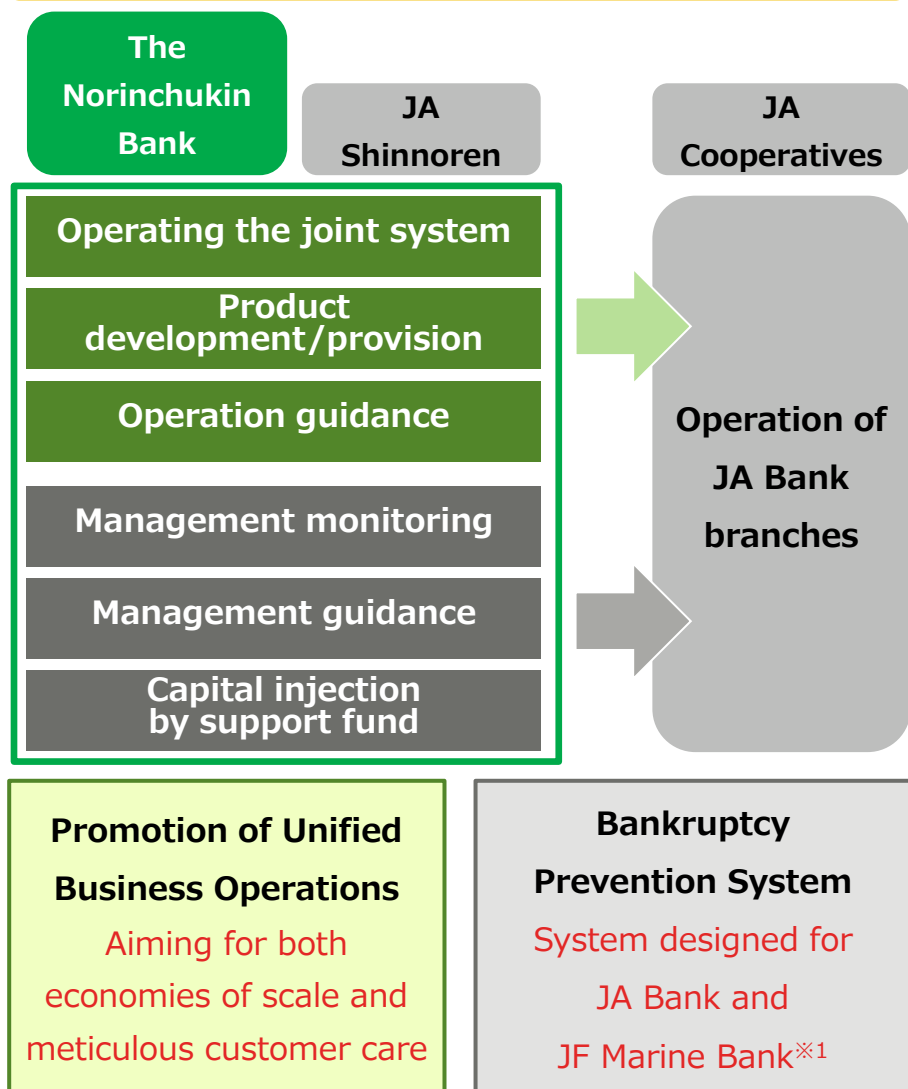 The
Norinchukin
Bank
JA
Shinnoren
JA
Cooperatives
Operating the joint system
Product
development/provision
Operation guidance
Management monitoring
Management guidance
Capital injection
by support fund
Operation of
JA Bank
branches
Promotion of Unified
Business Operations
Aiming for both
economies of scale and
meticulous customer care
Bankruptcy
Prevention System
System designed for
JA Bank and
JF Marine Bank※1